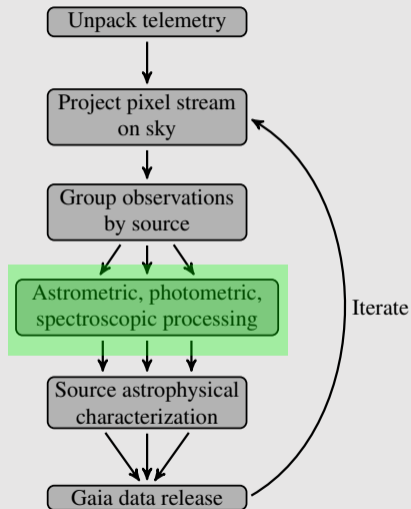 Unpack telemetry
Project pixel stream
on sky
Group observations
by source
Astrometric, photometric,
spectroscopic processing
Iterate
Source astrophysical
characterization
Gaia data release